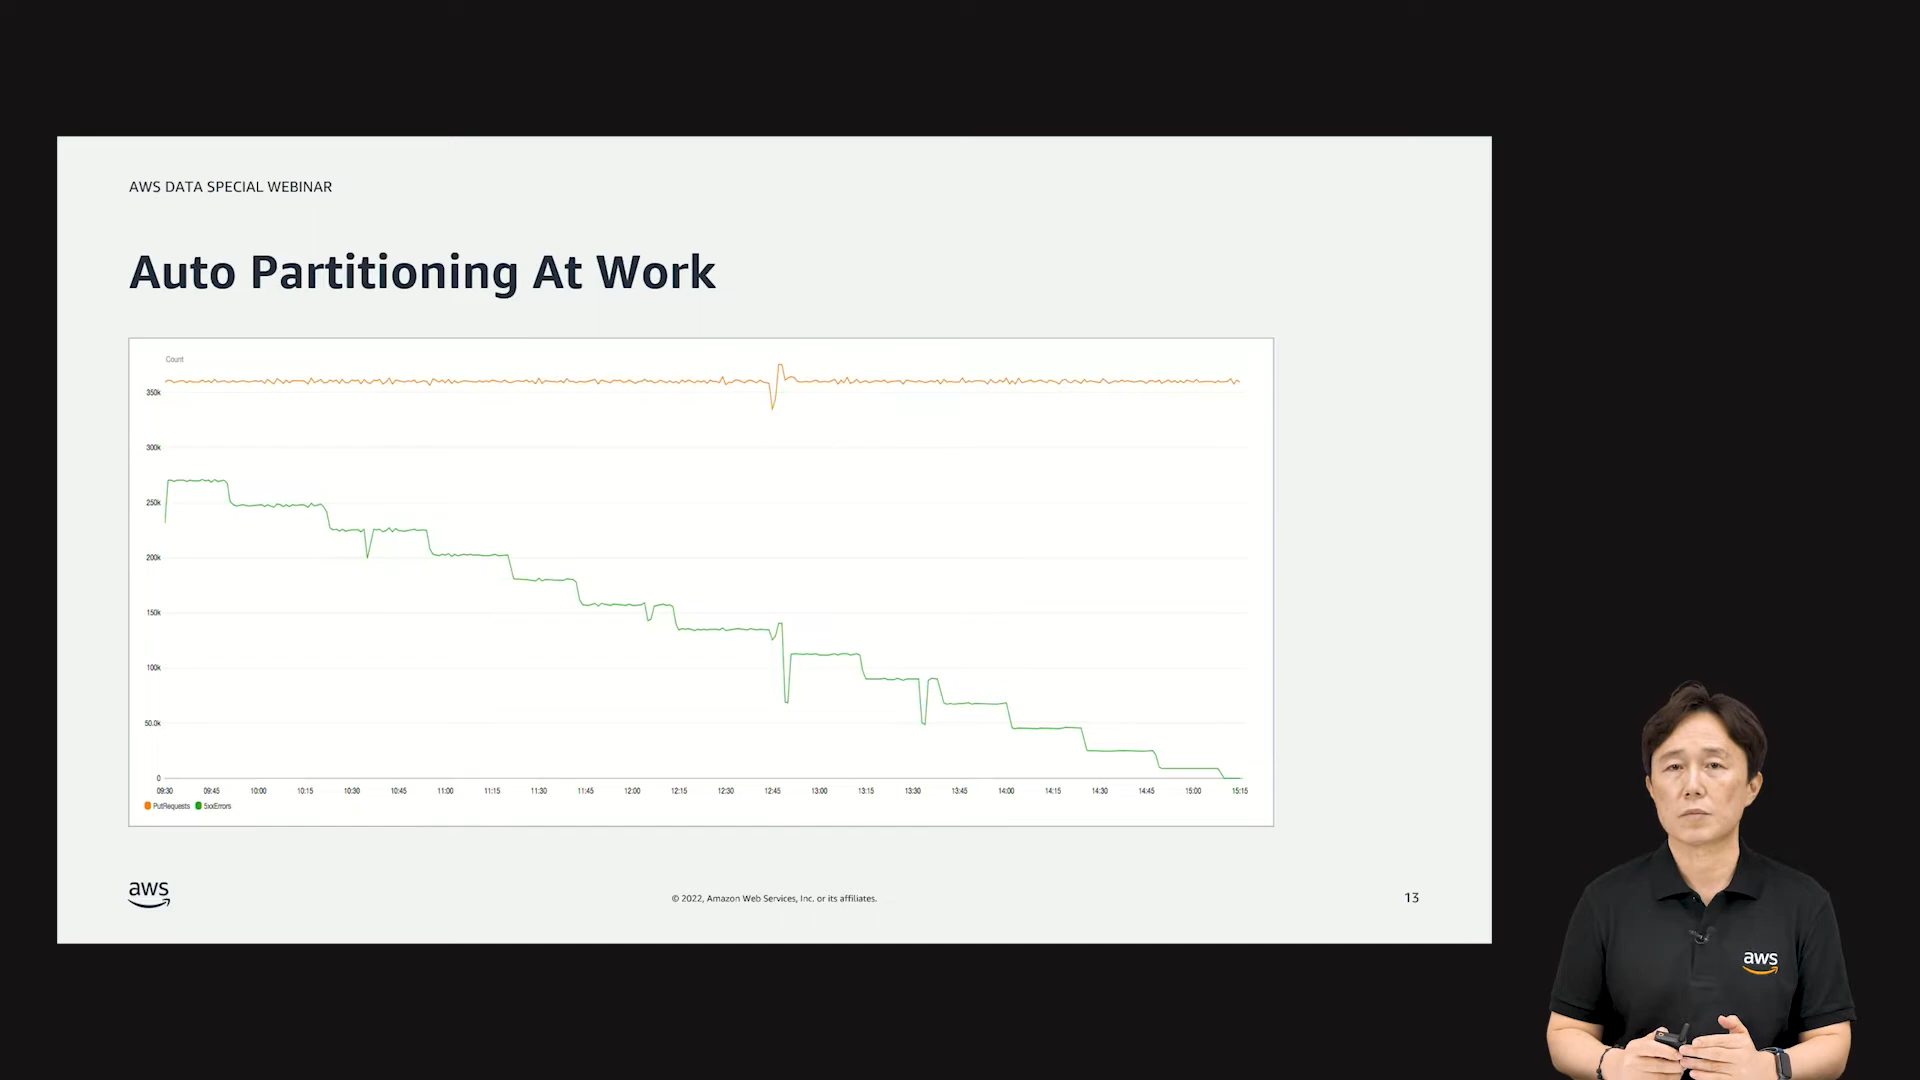 AWS DATA SPECIAL WEBINAR
Auto Partitioning At Work
Count
350k
300k
250k
200k
150k
100k
50.0k
0
09:30 09:45 10:00 10:15 10:30 10:45 11:00 11:15 11:30 11:45 12:00 12:15 12:30 12:45 13:00 13:15 13:30 13:45 14:00 14:15 14:30 14:45 15:00 15:15
PutRequests 5xxErrors
aws
© 2022, Amazon Web Services, Inc. or its affiliates.
13
aws